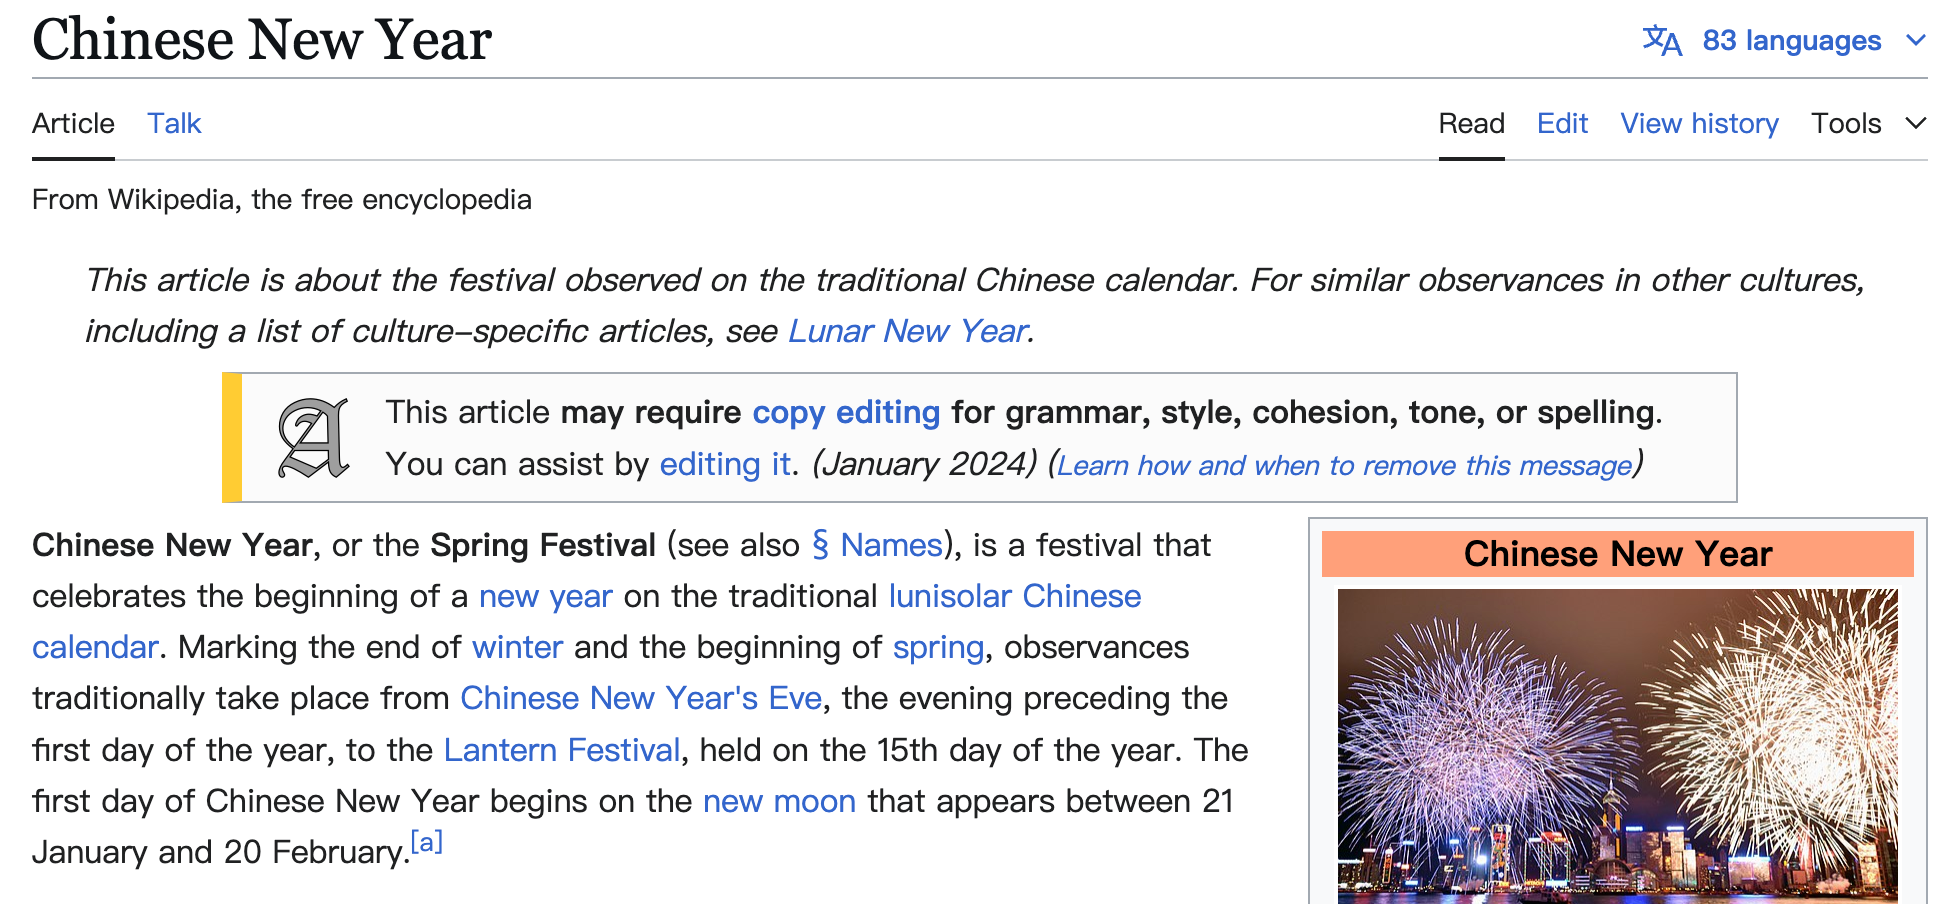 Chinese New Year
文A 83 languages
Article Talk Read Edit View history Tools
From Wikipedia, the free encyclopedia
This article is about the festival observed on the traditional Chinese calendar. For similar observances in other cultures,
including a list of culture–specific articles, see Lunar New Year.
A
This article may require copy editing for grammar, style, cohesion, tone, or spelling.
You can assist by editing it. (January 2024) (Learn how and when to remove this message)
Chinese New Year, or the Spring Festival (see also § Names), is a festival that
celebrates the beginning of a new year on the traditional lunisolar Chinese
calendar. Marking the end of winter and the beginning of spring, observances
traditionally take place from Chinese New Year's Eve, the evening preceding the
first day of the year, to the Lantern Festival, held on the 15th day of the year. The
first day of Chinese New Year begins on the new moon that appears between 21
January and 20 February.[a]
Chinese New Year